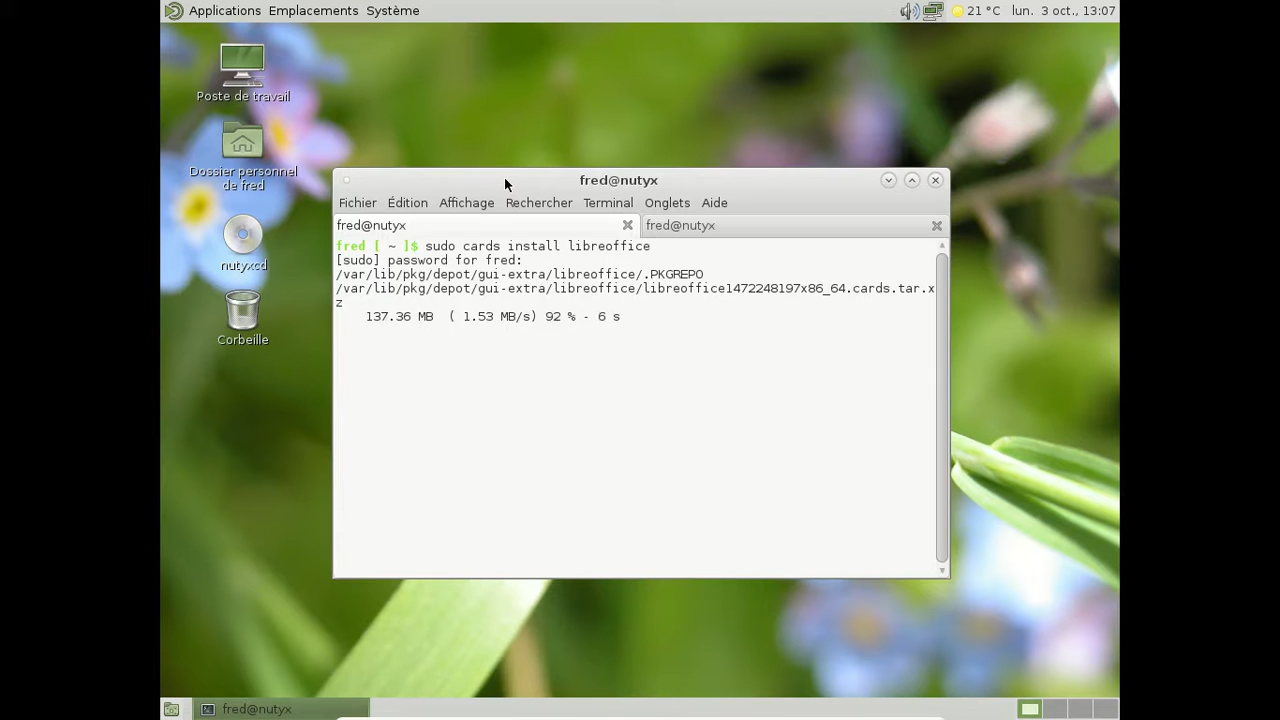 Applications Emplacements Système
21 °C lun. 3 oct., 13:07
Poste de travail
Dossier personnel
de fred
nutyxcd
Corbeille
fred@nutyx
Fichier Édition Affichage Rechercher Terminal Onglets Aide
fred@nutyx fred@nutyx
fred [ ~ ]$ sudo cards install libreoffice
[sudo] password for fred:
/var/lib/pkg/depot/gui-extra/libreoffice/.PKGREPO
/var/lib/pkg/depot/gui-extra/libreoffice/libreoffice1472248197x86_64.cards.tar.x
z
137.36 MB ( 1.53 MB/s) 92 % - 6 s
fred@nutyx